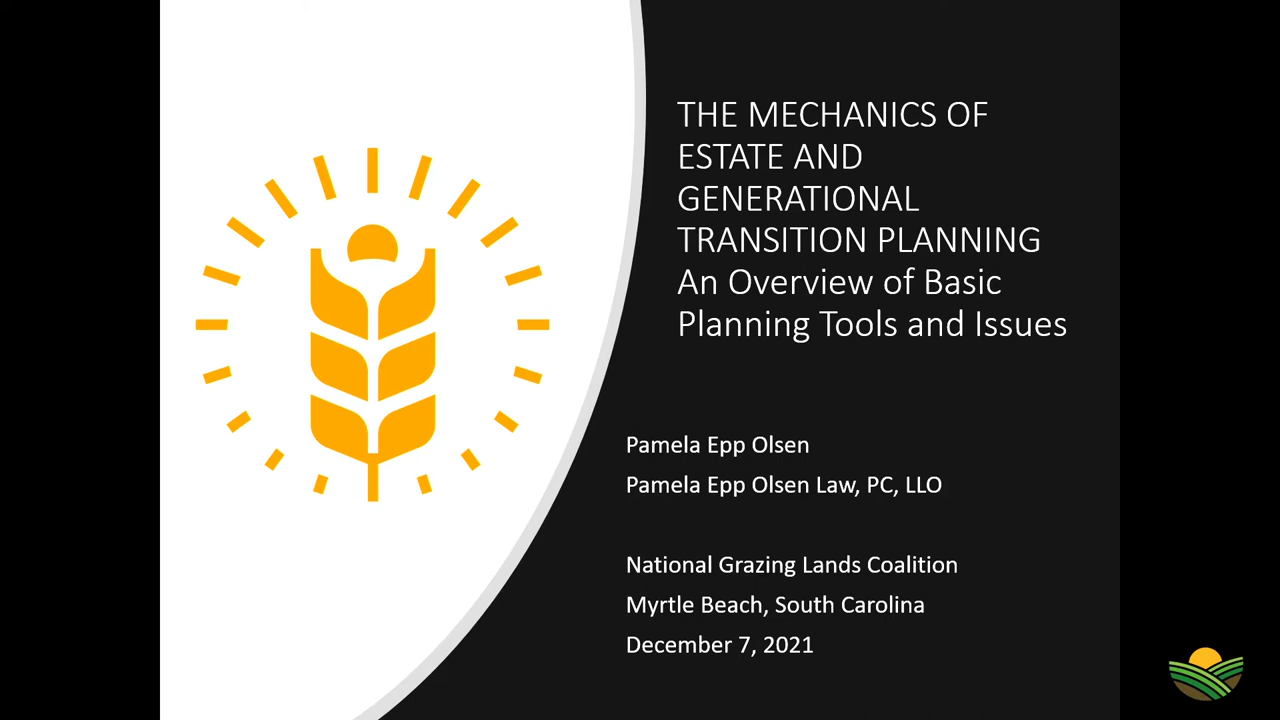 THE MECHANICS OF
ESTATE AND
GENERATIONAL
TRANSITION PLANNING
An Overview of Basic
Planning Tools and Issues
Pamela Epp Olsen
Pamela Epp Olsen Law, PC, LLO
National Grazing Lands Coalition
Myrtle Beach, South Carolina
December 7, 2021